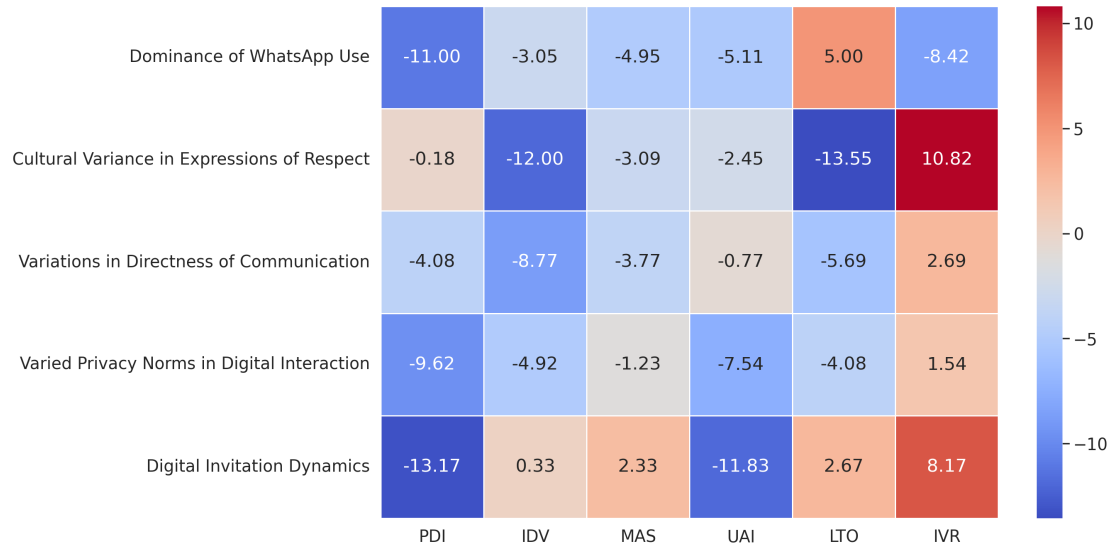 Dominance of WhatsApp Use -11.00 -3.05 -4.95 -5.11 5.00 -8.42
Cultural Variance in Expressions of Respect -0.18 -12.00 -3.09 -2.45 -13.55 10.82
Variations in Directness of Communication -4.08 -8.77 -3.77 -0.77 -5.69 2.69
Varied Privacy Norms in Digital Interaction -9.62 -4.92 -1.23 -7.54 -4.08 1.54
Digital Invitation Dynamics -13.17 0.33 2.33 -11.83 2.67 8.17
PDI IDV MAS UAI LTO IVR
10
5
0
−5
−10